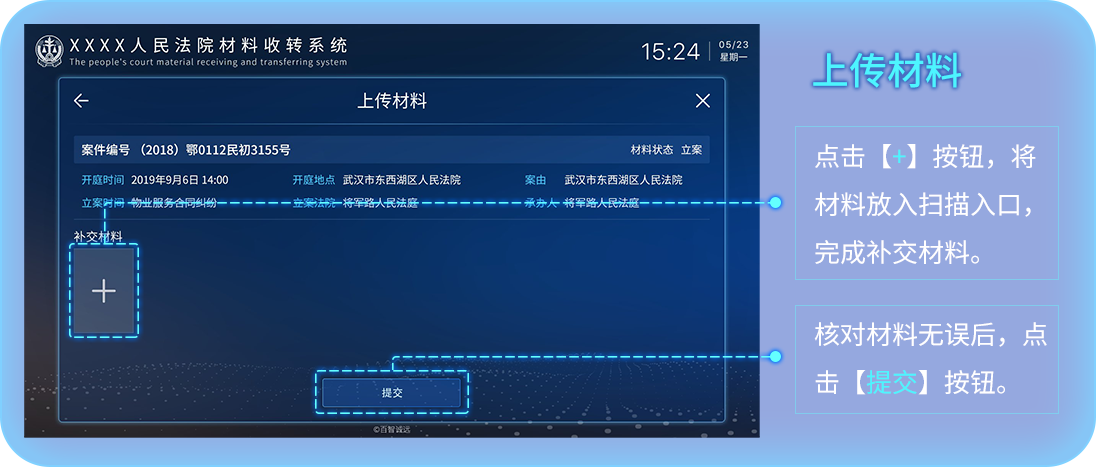 XXXX人民法院材料收转系统
The people's court material receiving and transferring system
15:24
05/23
星期一
上传材料
案件编号 （2018）鄂0112民初3155号
材料状态 立案
开庭时间 2019年9月6日 14:00
开庭地点 武汉市东西湖区人民法院
案由 武汉市东西湖区人民法院
立案时间 物业服务合同纠纷
立案法院 将军路人民法庭
承办人 将军路人民法庭
补交材料
提交
©百智诚远
上传材料
点击【+】按钮，将
材料放入扫描入口，
完成补交材料。
核对材料无误后，点
击【提交】按钮。